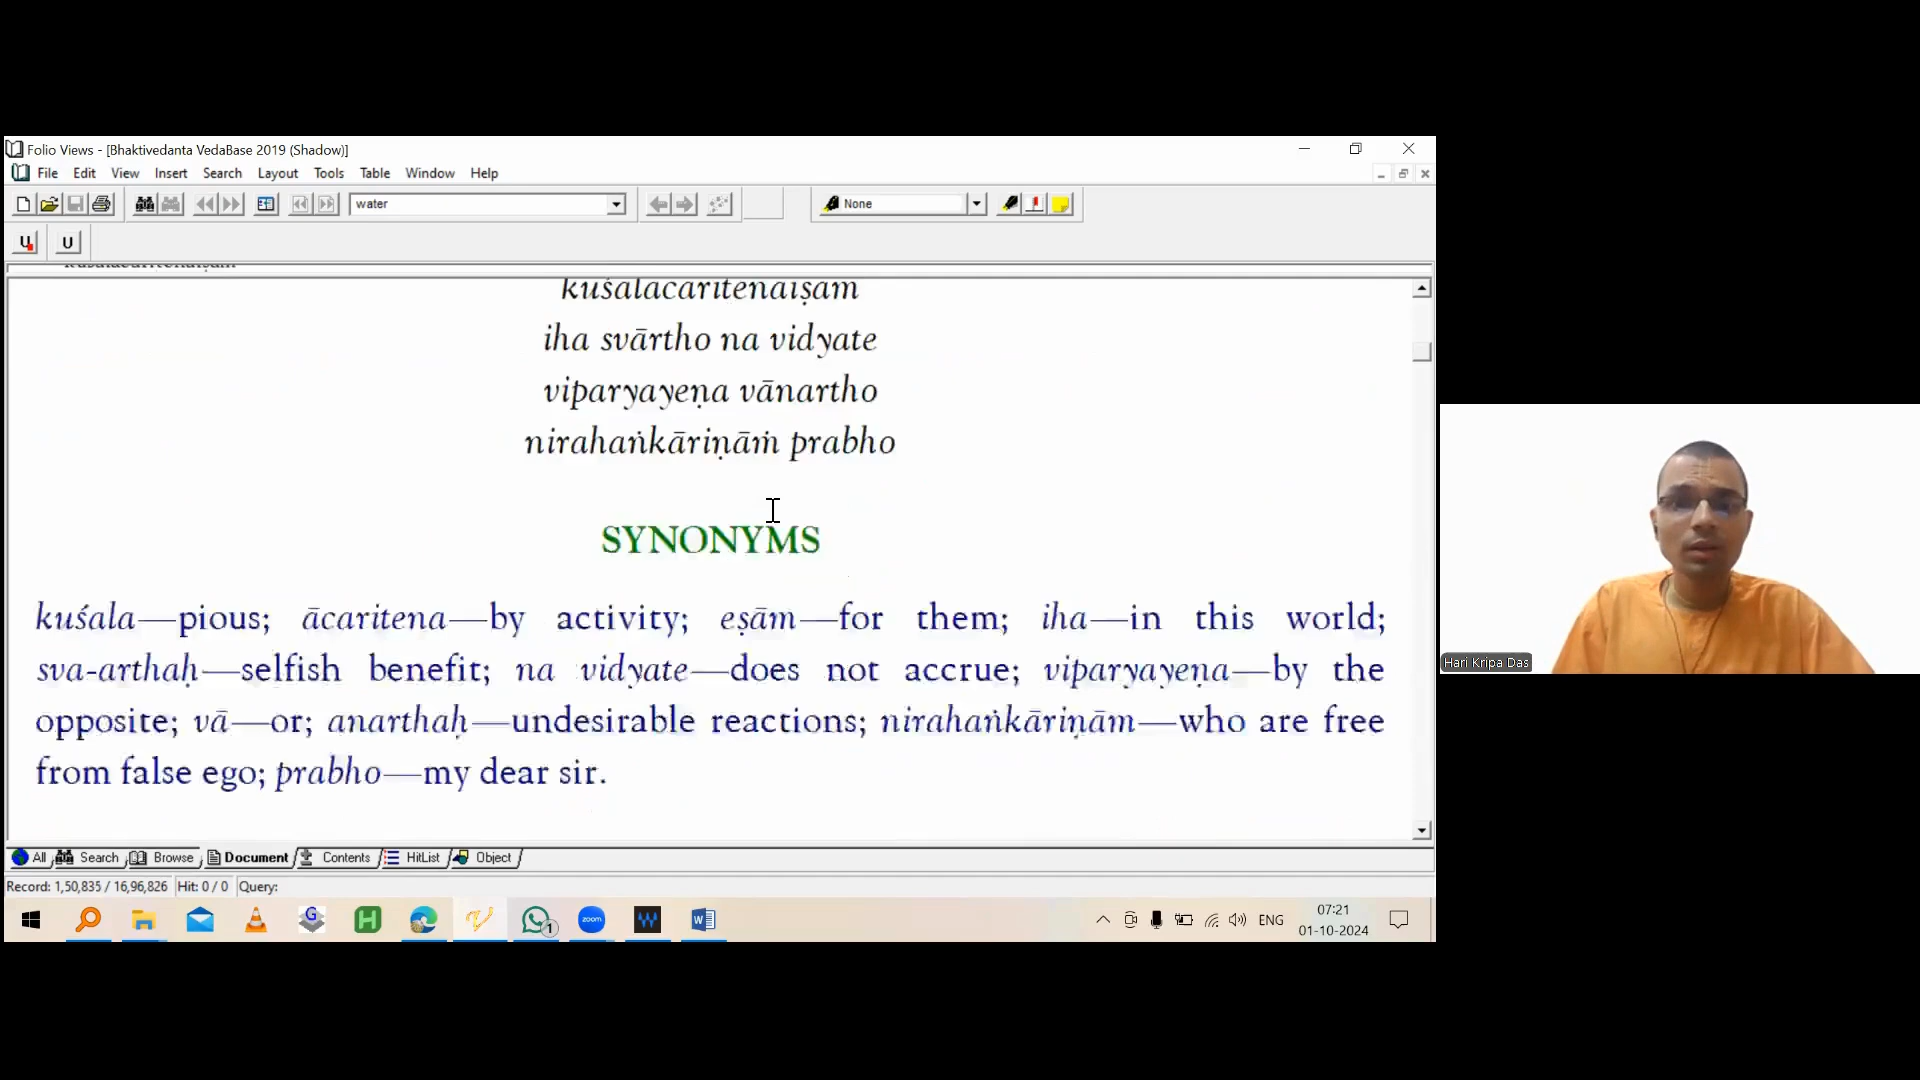 Folio Views - [Bhaktivedanta VedaBase 2019 (Shadow)]
File Edit View Insert Search Layout Tools Table Window Help
water
None
U U
kuśalācaritenaiṣām
iha svārtho na vidyate
viparyayeṇa vānartho
nirahaṅkāriṇāṁ prabho
SYNONYMS
kuśala—pious; ācaritena—by activity; eṣām—for them; iha—in this world;
sva-arthaḥ—selfish benefit; na vidyate—does not accrue; viparyayeṇa—by the
opposite; vā—or; anarthaḥ—undesirable reactions; nirahaṅkāriṇām—who are free
from false ego; prabho—my dear sir.
Hari Kripa Das
All Search Browse Document Contents HitList Object
Record: 1,50,835 / 16,96,826 Hit: 0 / 0 Query:
zoom
1
ENG
07:21
01-10-2024